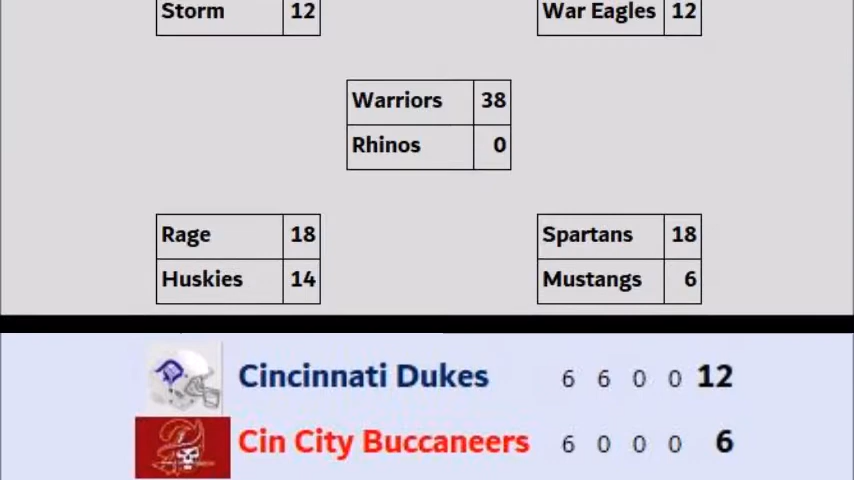 Storm 12
War Eagles 12
Warriors 38
Rhinos 0
Rage 18
Huskies 14
Spartans 18
Mustangs 6
Cincinnati Dukes 6 6 0 0 12
Cin City Buccaneers 6 0 0 0 6